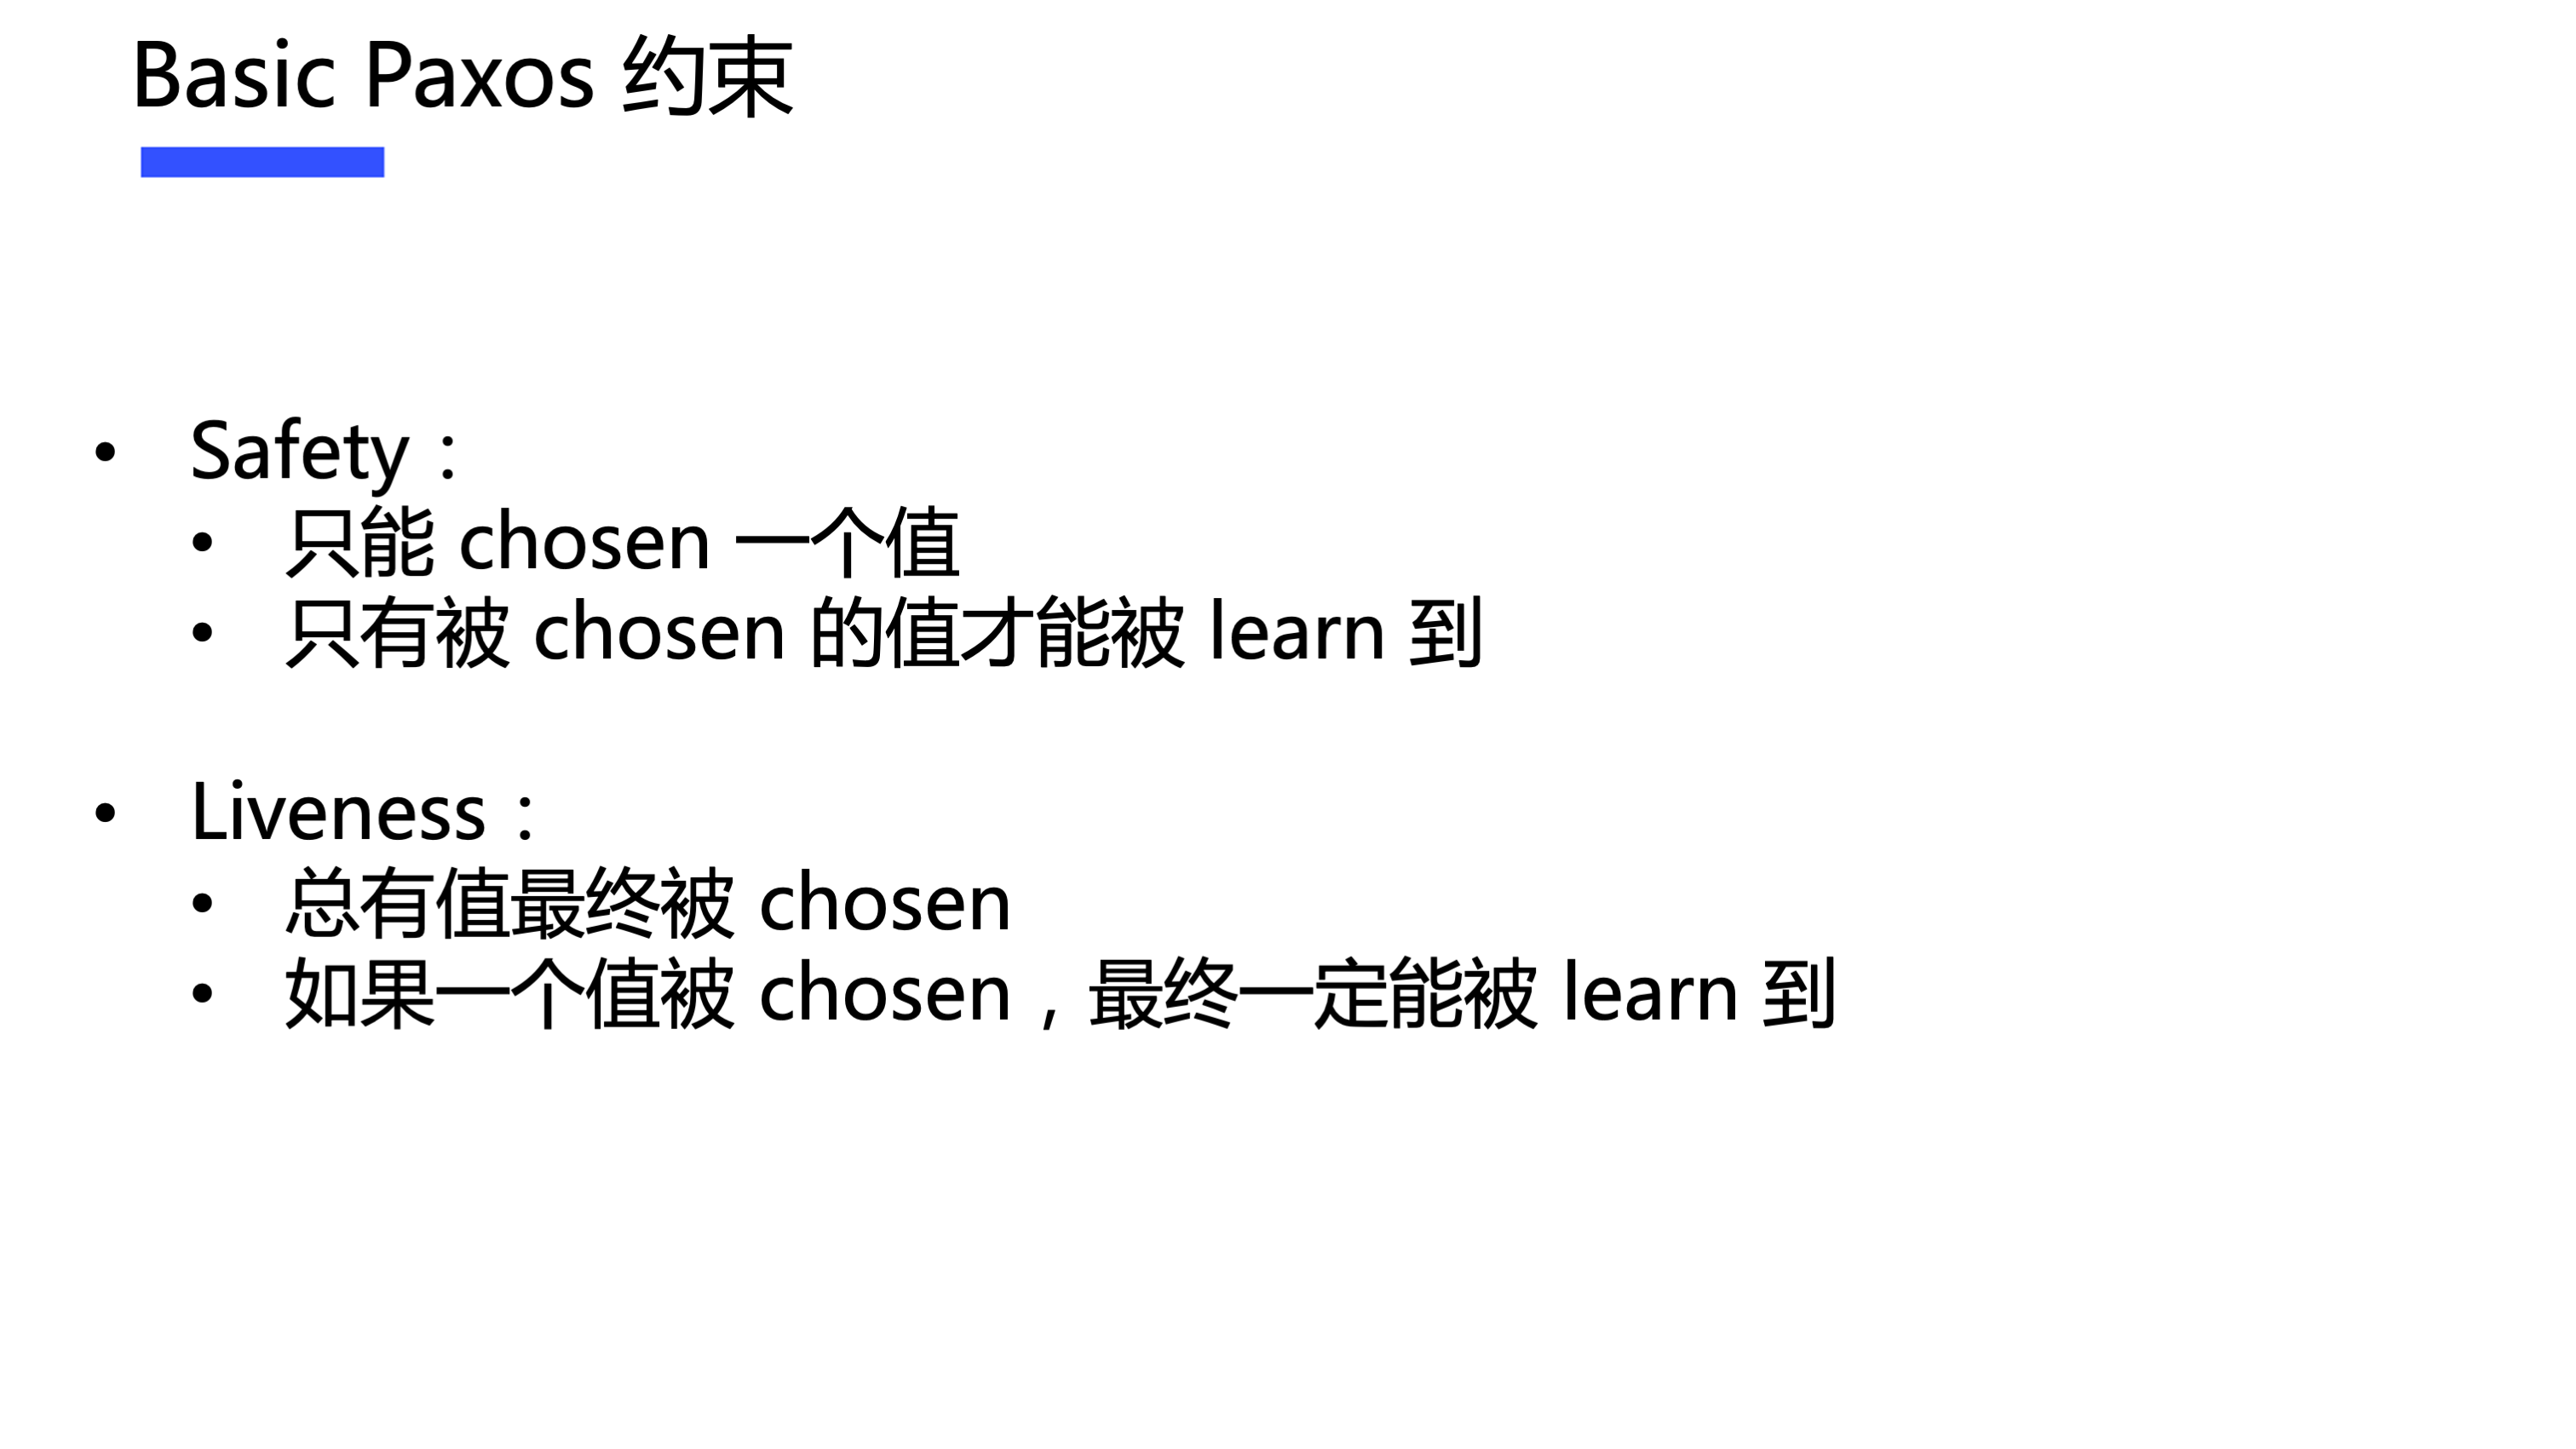 Basic Paxos 约束
• Safety：
• 只能 chosen 一个值
• 只有被 chosen 的值才能被 learn 到
• Liveness：
• 总有值最终被 chosen
• 如果一个值被 chosen，最终一定能被 learn 到